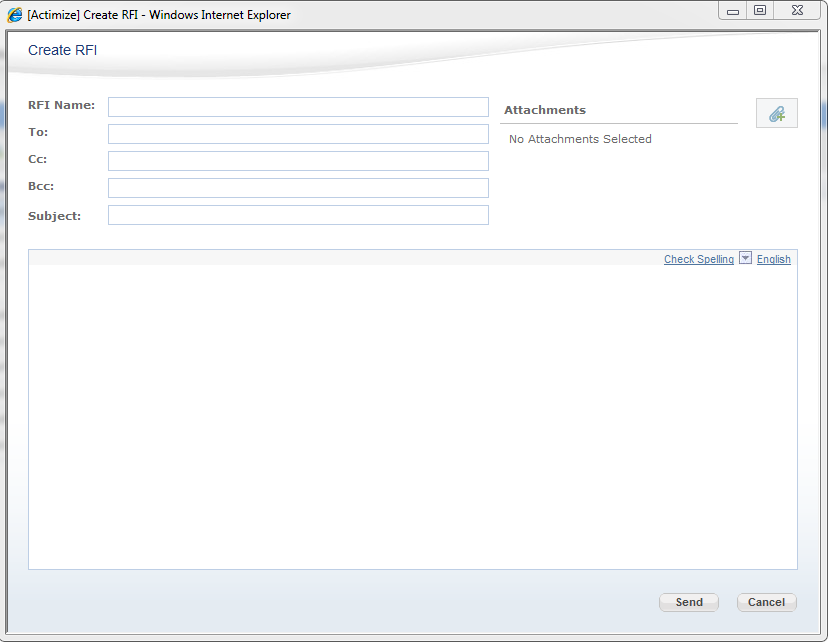 [Actimize] Create RFI - Windows Internet Explorer
Create RFI
RFI Name:
To:
Cc:
Bcc:
Subject:
Attachments
No Attachments Selected
Check Spelling English
Send Cancel